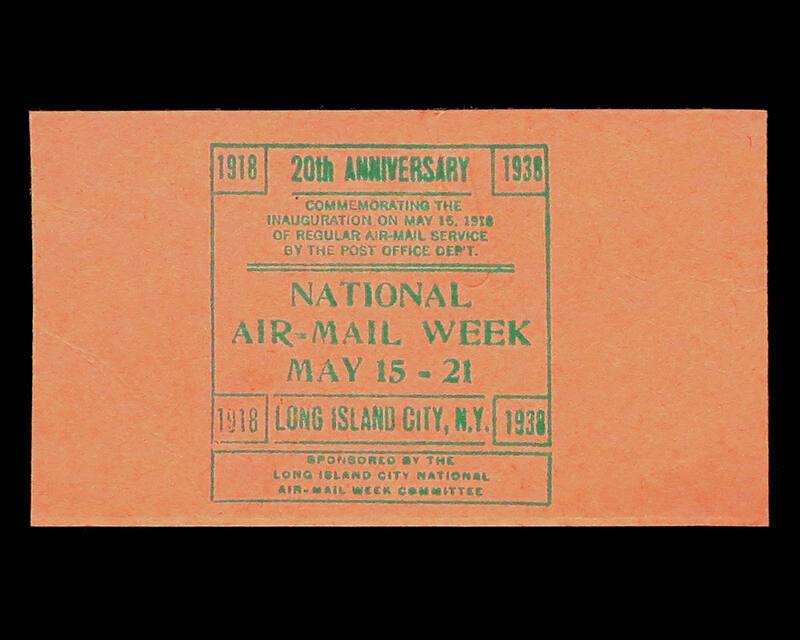 1918 20th ANNIVERSARY 1938
COMMEMORATING THE
INAUGURATION ON MAY 15, 1918
OF REGULAR AIR-MAIL SERVICE
BY THE POST OFFICE DEP'T.
NATIONAL
AIR-MAIL WEEK
MAY 15 - 21
1918 LONG ISLAND CITY, N.Y. 1938
SPONSORED BY THE
LONG ISLAND CITY NATIONAL
AIR-MAIL WEEK COMMITTEE